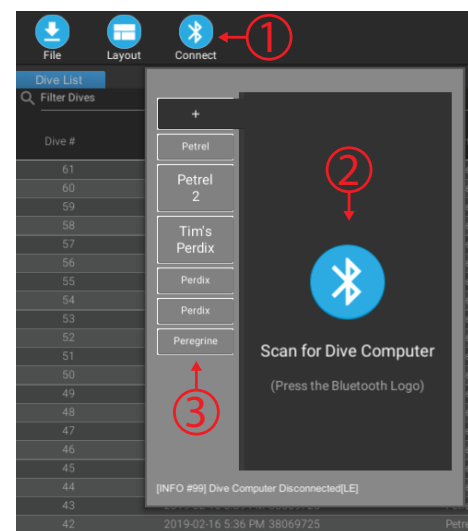 File
Layout
Connect
1
Dive List
Filter Dives
Dive #
61
60
59
58
57
56
55
54
53
52
51
50
49
48
47
46
45
44
43
42
+
Petrel
Petrel
2
Tim's
Perdix
Perdix
Perdix
Peregrine
3
2
Scan for Dive Computer
(Press the Bluetooth Logo)
[INFO #99] Dive Computer Disconnected[LE]
2019-02-16 5:36 PM 38069725